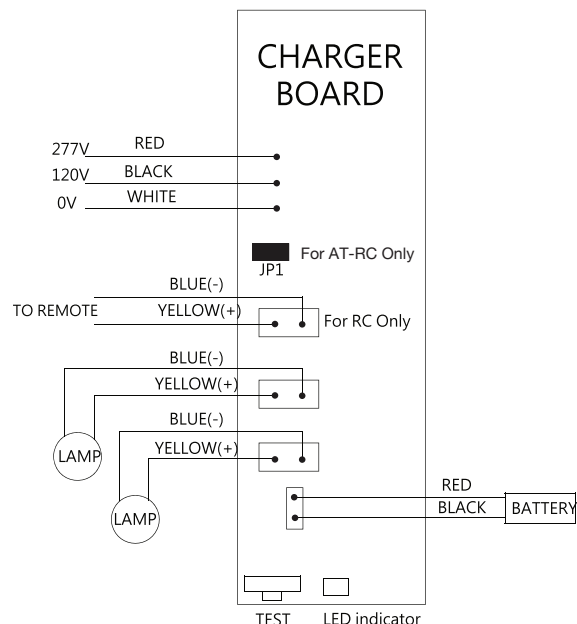 CHARGER
BOARD
277V RED
120V BLACK
0V WHITE
For AT-RC Only
JP1
BLUE(-)
TO REMOTE YELLOW(+)
For RC Only
BLUE(-)
YELLOW(+)
BLUE(-)
YELLOW(+)
LAMP
LAMP
RED
BLACK
BATTERY
TEST LED indicator